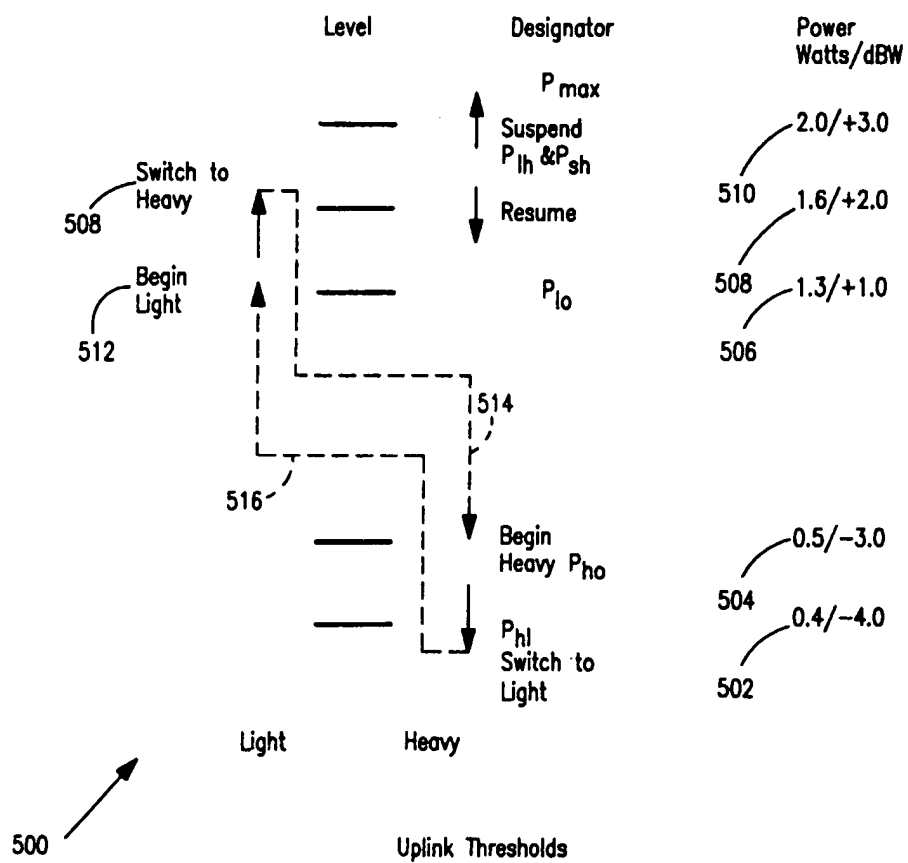 Level Designator Power
Watts/dBW
P max
2.0/+3.0
Suspend
P lh & P sh
510
Switch to
Heavy
508
1.6/+2.0
Resume
508
Begin
Light
512
P lo
1.3/+1.0
506
514
516
Begin
Heavy P ho
0.5/-3.0
504
P hl
Switch to
Light
0.4/-4.0
502
Light Heavy
500
Uplink Thresholds